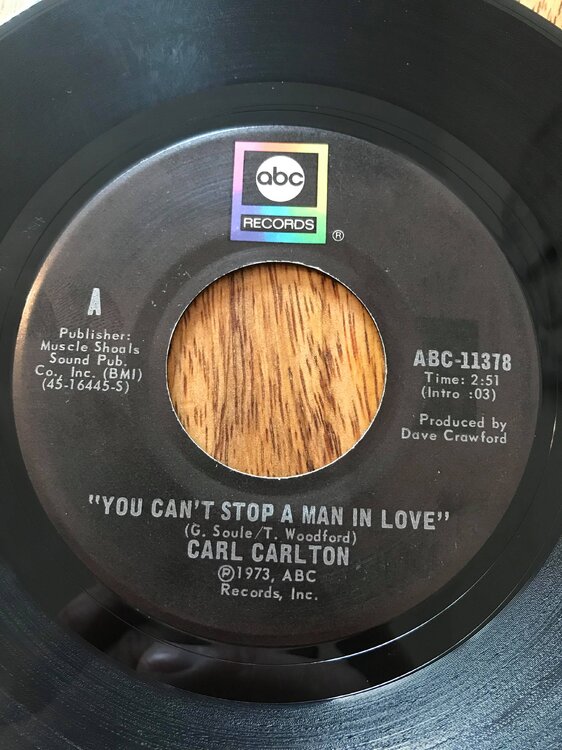 abc
RECORDS
®
A
Publisher:
Muscle Shoals
Sound Pub.
Co., Inc. (BMI)
(45-16445-S)
ABC-11378
Time: 2:51
(Intro :03)
Produced by
Dave Crawford
"YOU CAN'T STOP A MAN IN LOVE"
(G. Soule/T. Woodford)
CARL CARLTON
℗1973, ABC
Records, Inc.